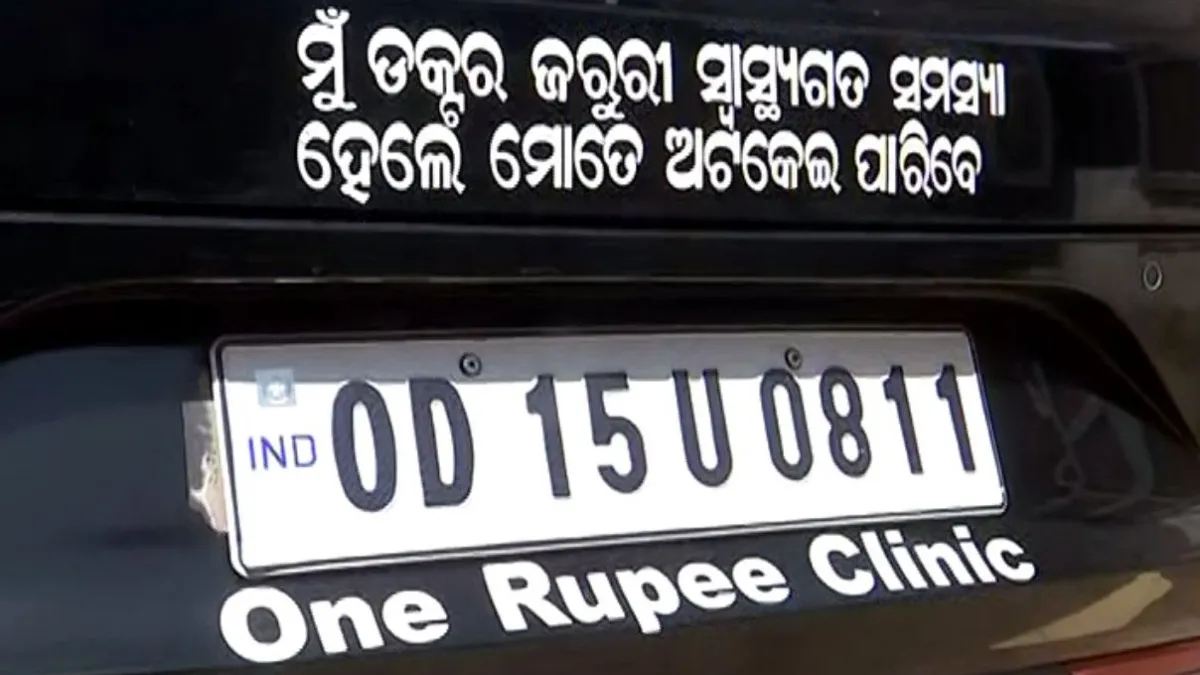 ମୁଁ ଡକ୍ଟର ଜରୁରୀ ସ୍ୱାସ୍ଥ୍ୟଗତ ସମସ୍ୟା
ହେଲେ ମୋତେ ଅଟକେଇ ପାରିବେ
IND OD 15 U 0811
One Rupee Clinic